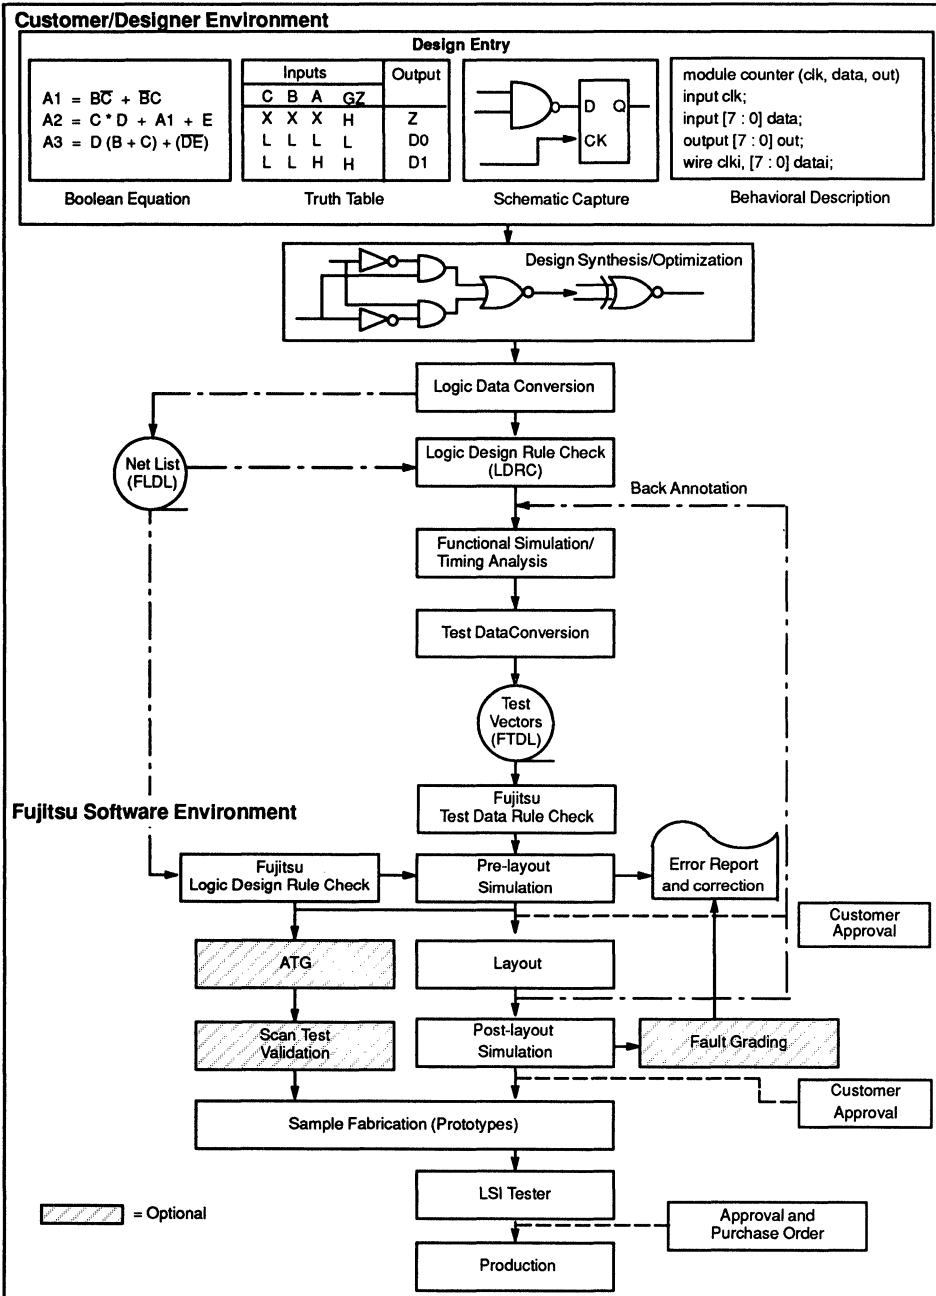 Customer/Designer Environment
Design Entry
A1 = BC̅ + B̅C
A2 = C * D + A1 + E
A3 = D (B + C) + (D̅E̅)
Boolean Equation
Inputs Output
C B A GZ
X X X H Z
L L L L D0
L L H H D1
Truth Table
D Q
CK
Schematic Capture
module counter (clk, data, out)
input clk;
input [7 : 0] data;
output [7 : 0] out;
wire clki, [7 : 0] datai;
Behavioral Description
Design Synthesis/Optimization
Logic Data Conversion
Net List
(FLDL)
Logic Design Rule Check
(LDRC)
Back Annotation
Functional Simulation/
Timing Analysis
Test DataConversion
Test
Vectors
(FTDL)
Fujitsu Software Environment
Fujitsu
Test Data Rule Check
Fujitsu
Logic Design Rule Check
Pre-layout
Simulation
Error Report
and correction
Customer
Approval
ATG
Layout
Scan Test
Validation
Post-layout
Simulation
Fault Grading
Customer
Approval
Sample Fabrication (Prototypes)
LSI Tester
= Optional
Approval and
Purchase Order
Production